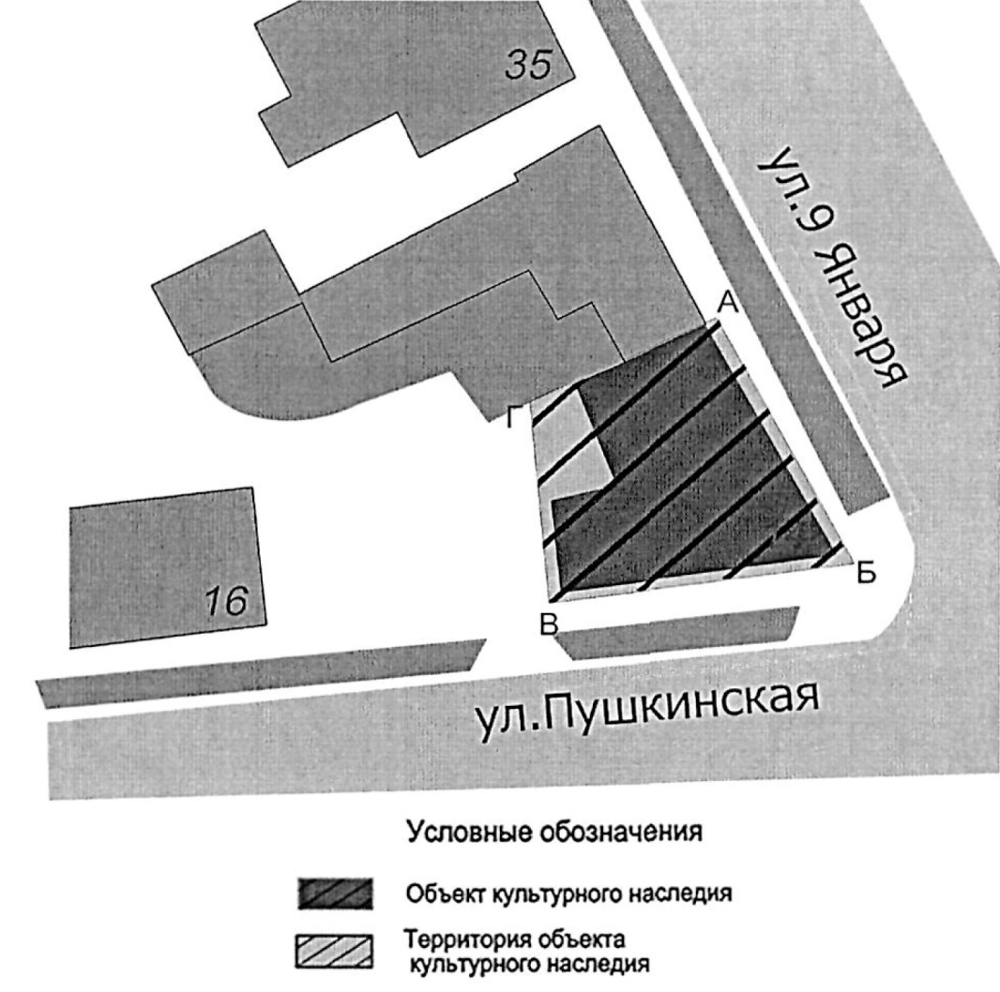 35
ул.9 Января
А
Г
Б
16
В
ул.Пушкинская
Условные обозначения
Объект культурного наследия
Территория объекта
культурного наследия